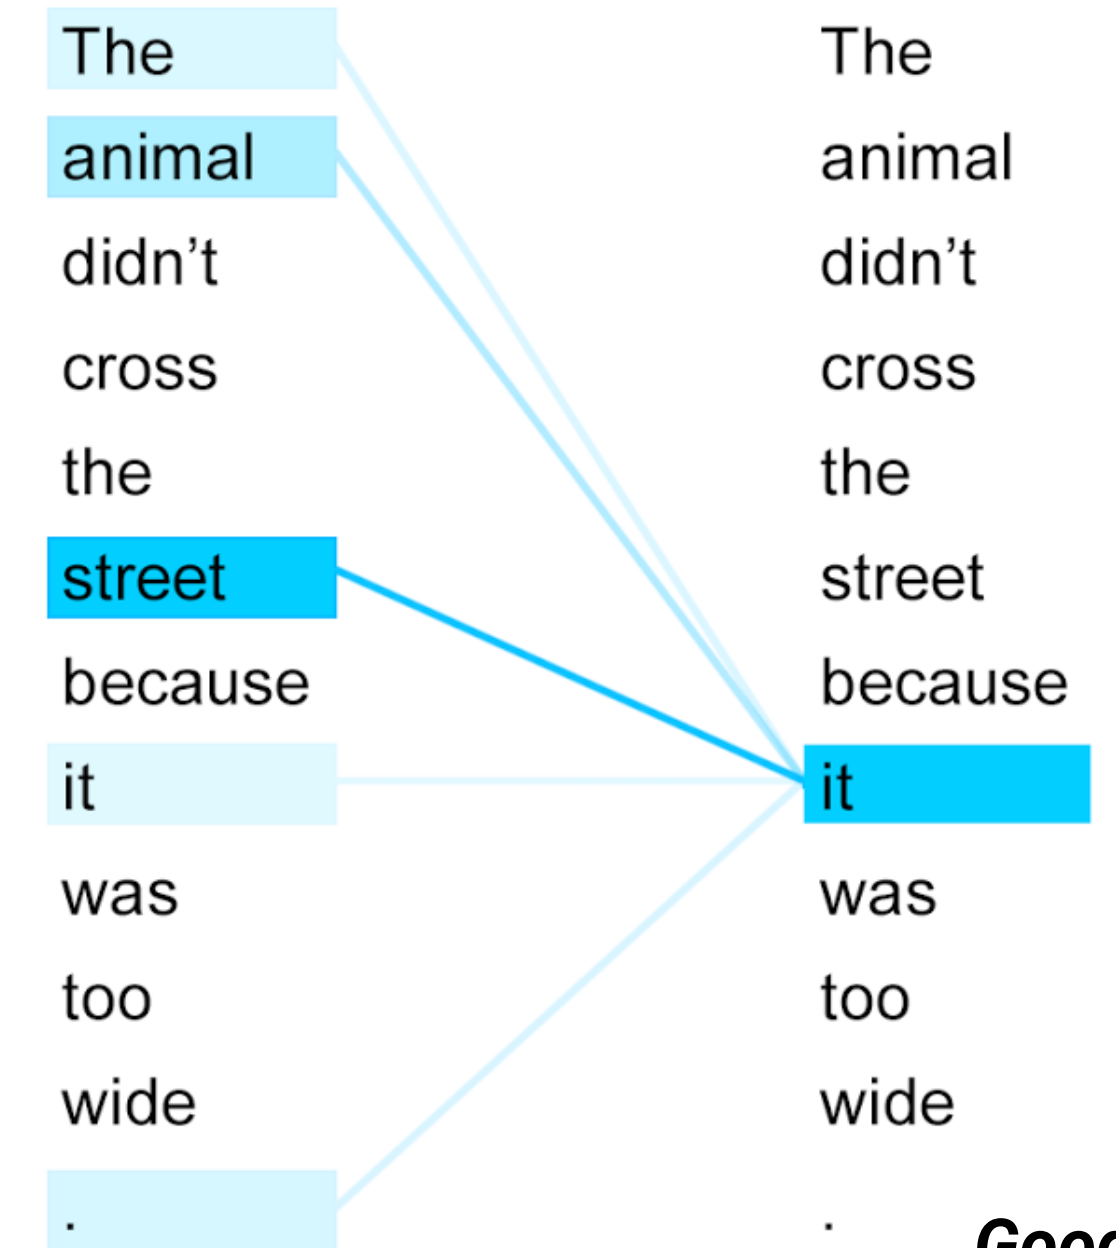 The The
animal animal
didn’t didn’t
cross cross
the the
street street
because because
it it
was was
too too
wide wide
. .